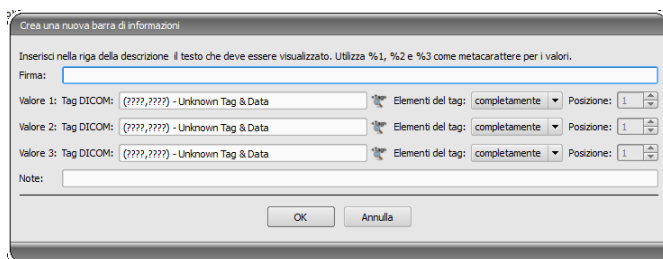 Crea una nuova barra di informazioni
Inserisci nella riga della descrizione il testo che deve essere visualizzato. Utilizza %1, %2 e %3 come metacarattere per i valori.
Firma:
Valore 1: Tag DICOM: (????,????) - Unknown Tag & Data Elementi del tag: completamente Posizione: 1
Valore 2: Tag DICOM: (????,????) - Unknown Tag & Data Elementi del tag: completamente Posizione: 1
Valore 3: Tag DICOM: (????,????) - Unknown Tag & Data Elementi del tag: completamente Posizione: 1
Note:
OK Annulla